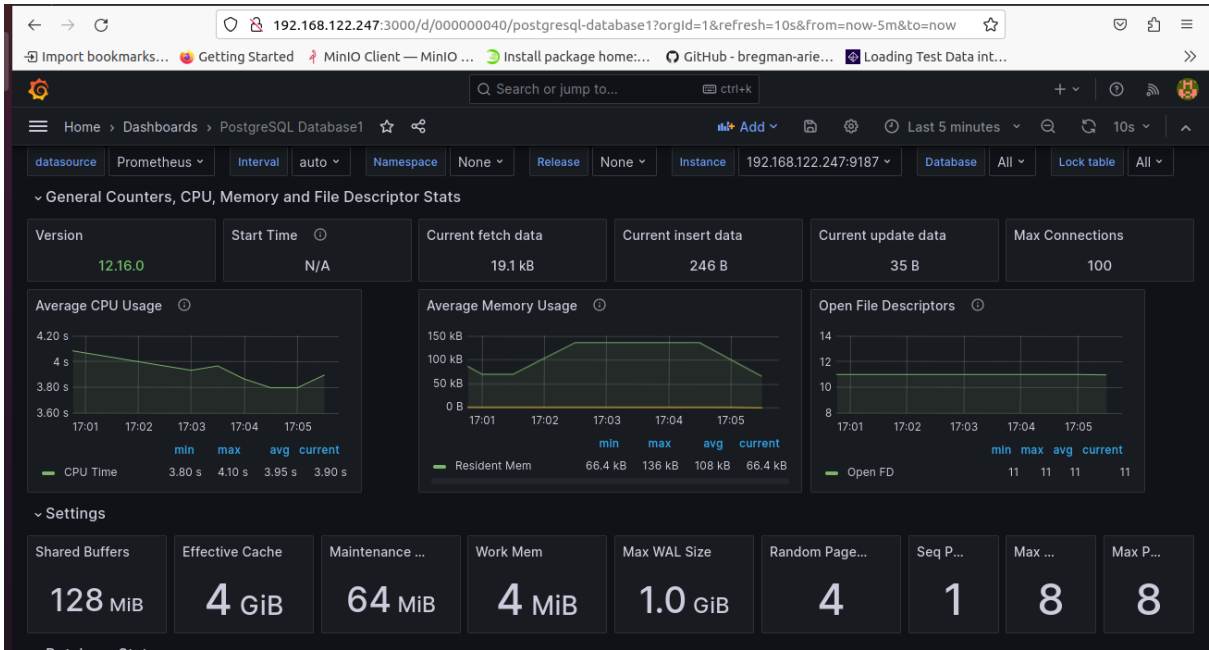 192.168.122.247:3000/d/000000040/postgresql-database1?orgId=1&refresh=10s&from=now-5m&to=now
Import bookmarks... Getting Started MinIO Client — MinIO ... Install package home:... GitHub - bregman-arie... Loading Test Data int...
Search or jump to... ctrl+k
Home › Dashboards › PostgreSQL Database1 Add Last 5 minutes 10s
datasource Prometheus Interval auto Namespace None Release None Instance 192.168.122.247:9187 Database All Lock table All
General Counters, CPU, Memory and File Descriptor Stats
Version Start Time Current fetch data Current insert data Current update data Max Connections
12.16.0 N/A 19.1 kB 246 B 35 B 100
Average CPU Usage
4.20 s
4 s
3.80 s
3.60 s
17:01 17:02 17:03 17:04 17:05
min max avg current
CPU Time 3.80 s 4.10 s 3.95 s 3.90 s
Average Memory Usage
150 kB
100 kB
50 kB
0 B
17:01 17:02 17:03 17:04 17:05
min max avg current
Resident Mem 66.4 kB 136 kB 108 kB 66.4 kB
Open File Descriptors
14
12
10
8
17:01 17:02 17:03 17:04 17:05
min max avg current
Open FD 11 11 11 11
Settings
Shared Buffers Effective Cache Maintenance ... Work Mem Max WAL Size Random Page... Seq P... Max ... Max P...
128 MiB 4 GiB 64 MiB 4 MiB 1.0 GiB 4 1 8 8